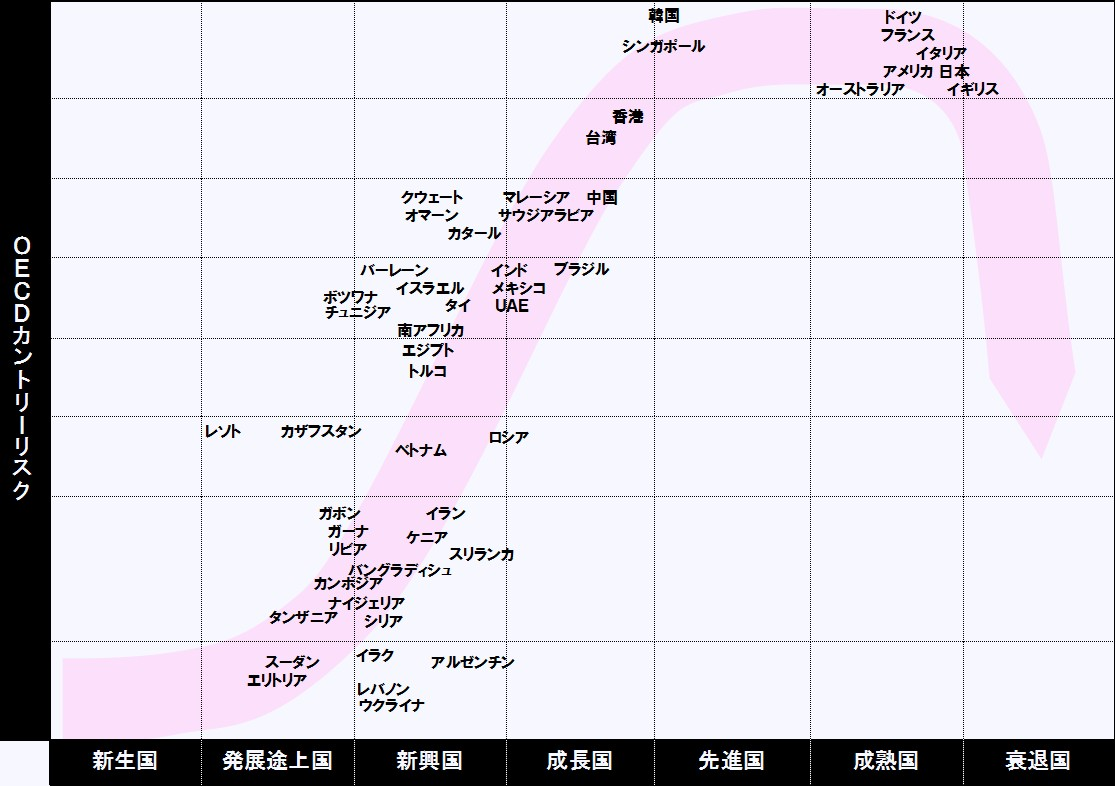 韓国
シンガポール
ドイツ
フランス
イタリア
アメリカ 日本
オーストラリア
イギリス
香港
台湾
クウェート
マレーシア
中国
オマーン
サウジアラビア
カタール
バーレーン
インド
ブラジル
イスラエル
メキシコ
ボツワナ
タイ
UAE
チュニジア
南アフリカ
エジプト
トルコ
レソト
カザフスタン
ロシア
ベトナム
ガボン
イラン
ガーナ
ケニア
リビア
スリランカ
バングラディシュ
カンボジア
ナイジェリア
タンザニア
シリア
スーダン
イラク
アルゼンチン
エリトリア
レバノン
ウクライナ
OECDカントリーリスク
新生国
発展途上国
新興国
成長国
先進国
成熟国
衰退国